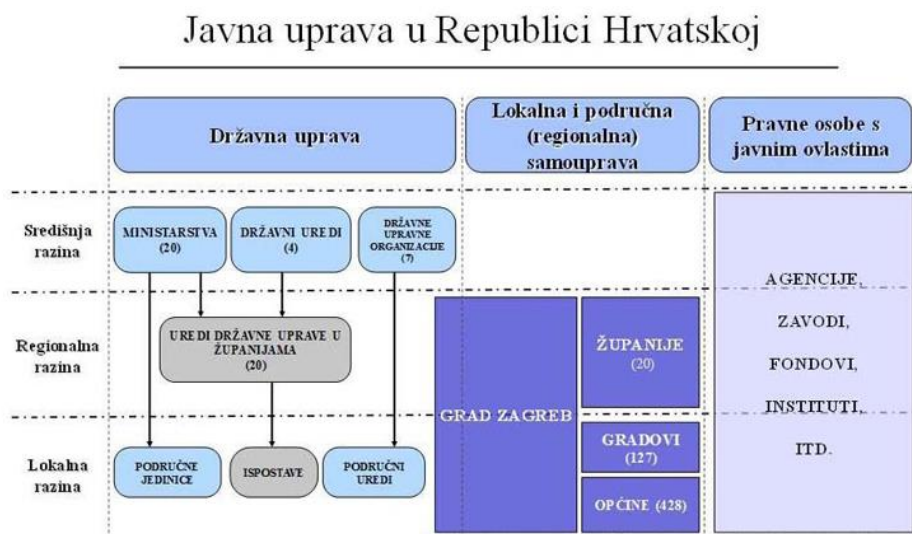 Javna uprava u Republici Hrvatskoj
Državna uprava
Lokalna i područna
(regionalna)
samouprava
Pravne osobe s
javnim ovlastima
Središnja
razina
MINISTARSTVA
(20)
DRŽAVNI UREDI
(4)
DRŽAVNE
UPRAVNE
ORGANIZACIJE
(7)
Regionalna
razina
UREDI DRŽAVNE UPRAVE U
ŽUPANIJAMA
(20)
GRAD ZAGREB
ŽUPANIJE
(20)
Lokalna
razina
PODRUČNE
JEDINICE
ISPOSTAVE
PODRUČNI
UREDI
GRADOVI
(127)
OPĆINE (428)
AGENCIJE,
ZAVODI,
FONDOVI,
INSTITUTI,
ITD.